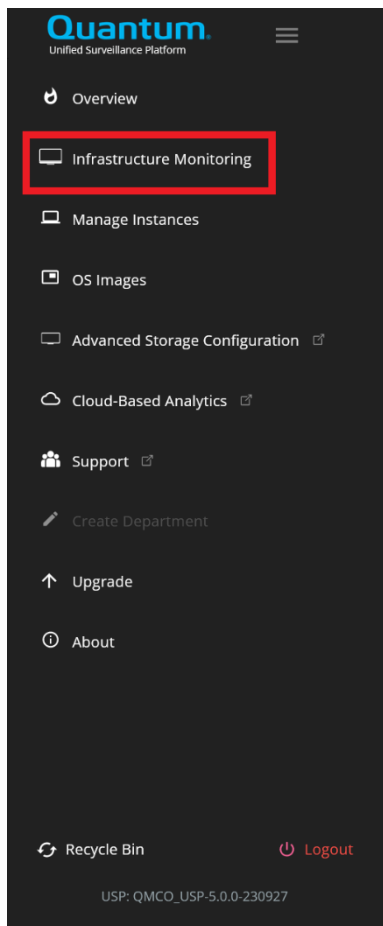 Quantum.
Unified Surveillance Platform
Overview
Infrastructure Monitoring
Manage Instances
OS Images
Advanced Storage Configuration
Cloud-Based Analytics
Support
Create Department
Upgrade
About
Recycle Bin Logout
USP: QMCO_USP-5.0.0-230927